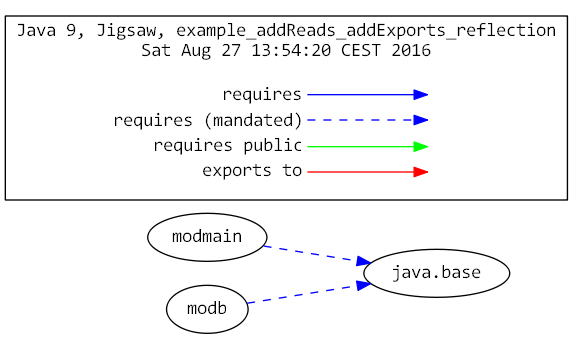 Java 9, Jigsaw, example_addReads_addExports_reflection
Sat Aug 27 13:54:20 CEST 2016
requires
requires (mandated)
requires public
exports to
modmain
java.base
modb